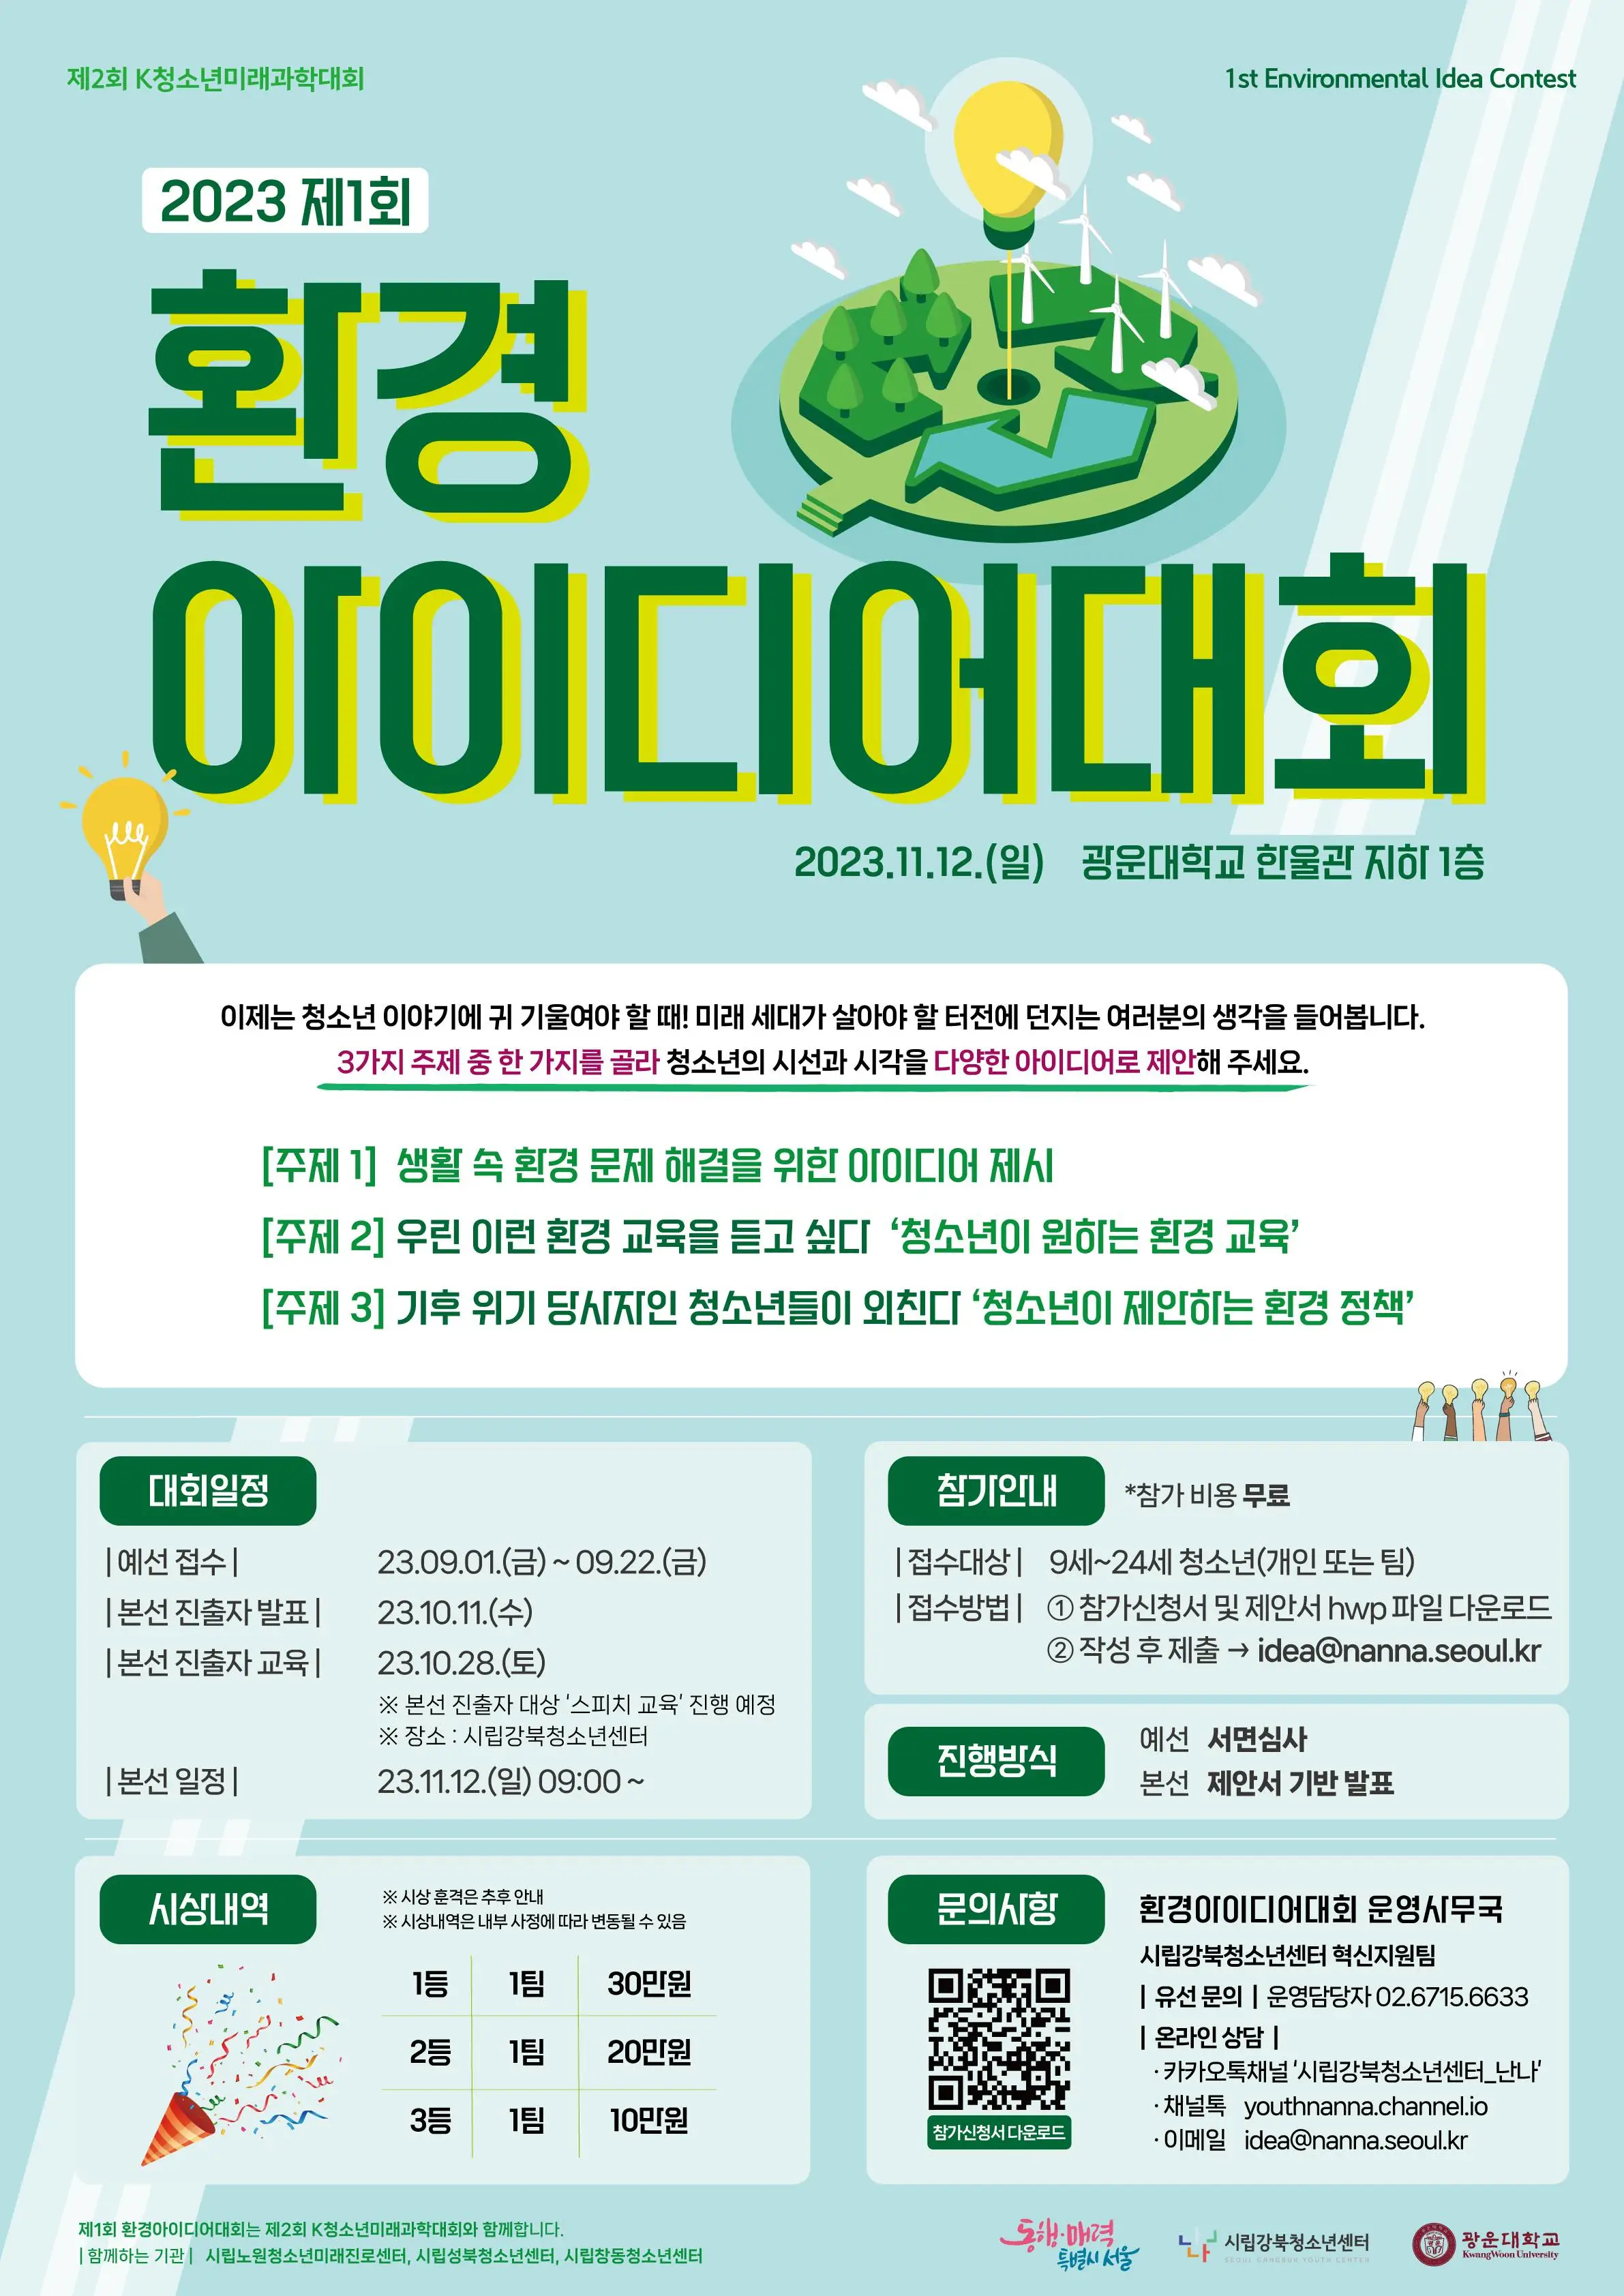 제2회 K청소년미래과학대회
1st Environmental Idea Contest
2023 제1회
환경
아이디어대회
2023.11.12.(일) 광운대학교 한울관 지하 1층
이제는 청소년 이야기에 귀 기울여야 할 때! 미래 세대가 살아야 할 터전에 던지는 여러분의 생각을 들어봅니다.
3가지 주제 중 한 가지를 골라 청소년의 시선과 시각을 다양한 아이디어로 제안해 주세요.
[주제 1] 생활 속 환경 문제 해결을 위한 아이디어 제시
[주제 2] 우린 이런 환경 교육을 듣고 싶다 ‘청소년이 원하는 환경 교육’
[주제 3] 기후 위기 당사자인 청소년들이 외친다 ‘청소년이 제안하는 환경 정책’
대회일정
| 예선 접수 | 23.09.01.(금) ~ 09.22.(금)
| 본선 진출자 발표 | 23.10.11.(수)
| 본선 진출자 교육 | 23.10.28.(토)
※ 본선 진출자 대상 ‘스피치 교육’ 진행 예정
※ 장소 : 시립강북청소년센터
| 본선 일정 | 23.11.12.(일) 09:00 ~
참가안내 *참가 비용 무료
| 접수대상 | 9세~24세 청소년(개인 또는 팀)
| 접수방법 | ① 참가신청서 및 제안서 hwp 파일 다운로드
② 작성 후 제출 → idea@nanna.seoul.kr
진행방식
예선 서면심사
본선 제안서 기반 발표
시상내역
※ 시상 훈격은 추후 안내
※ 시상내역은 내부 사정에 따라 변동될 수 있음
1등 1팀 30만원
2등 1팀 20만원
3등 1팀 10만원
문의사항
환경아이디어대회 운영사무국
시립강북청소년센터 혁신지원팀
| 유선 문의 | 운영담당자 02.6715.6633
| 온라인 상담 |
· 카카오톡채널 ‘시립강북청소년센터_난나’
· 채널톡 youthnanna.channel.io
· 이메일 idea@nanna.seoul.kr
참가신청서 다운로드
제1회 환경아이디어대회는 제2회 K청소년미래과학대회와 함께합니다.
| 함께하는 기관 | 시립노원청소년미래진로센터, 시립성북청소년센터, 시립창동청소년센터
동행·매력
특별시 서울
난나
시립강북청소년센터
SEOUL GANGBUK YOUTH CENTER
광운대학교
KwangWoon University